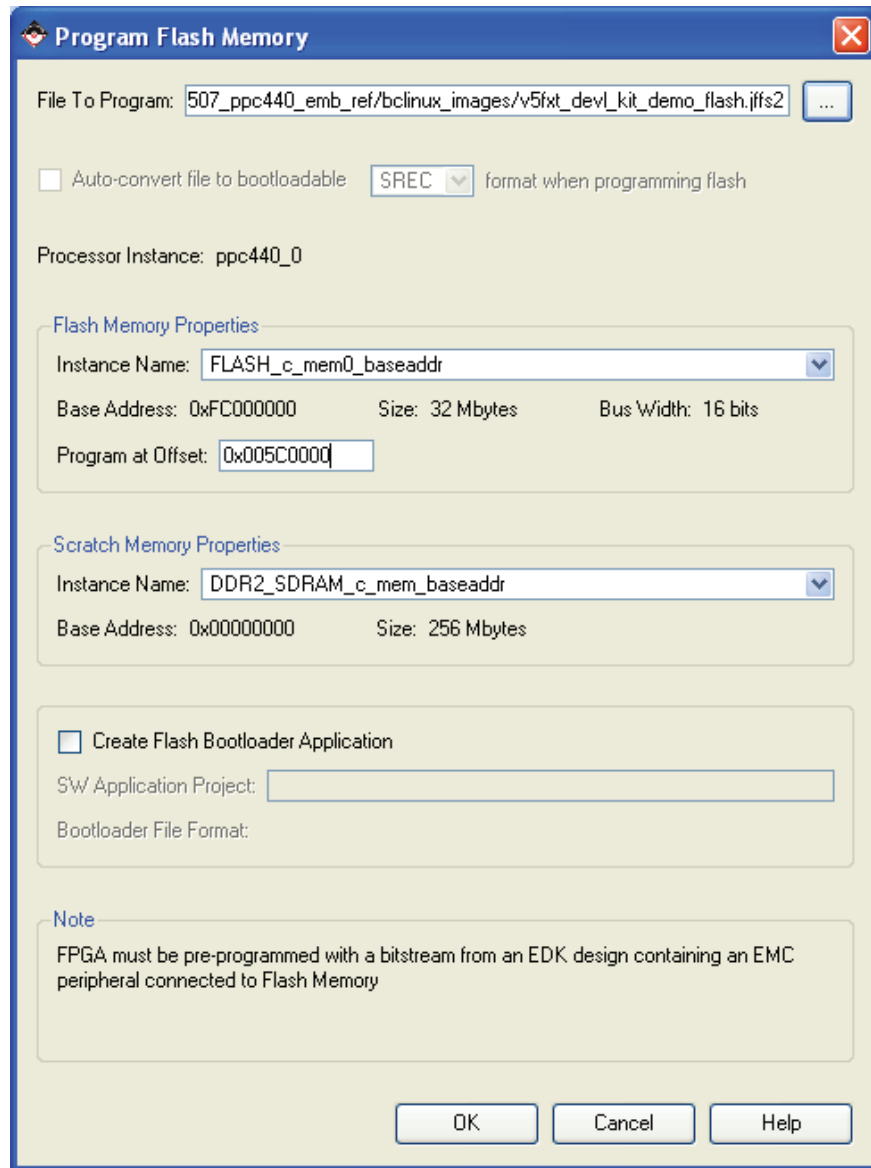 Program Flash Memory
File To Program: 507_ppc440_emb_ref/bclinux_images/v5fxt_devl_kit_demo_flash.jffs2 ...
Auto-convert file to bootloadable SREC format when programming flash
Processor Instance: ppc440_0
Flash Memory Properties
Instance Name: FLASH_c_mem0_baseaddr
Base Address: 0xFC000000 Size: 32 Mbytes Bus Width: 16 bits
Program at Offset: 0x005C0000
Scratch Memory Properties
Instance Name: DDR2_SDRAM_c_mem_baseaddr
Base Address: 0x00000000 Size: 256 Mbytes
Create Flash Bootloader Application
SW Application Project:
Bootloader File Format:
Note
FPGA must be pre-programmed with a bitstream from an EDK design containing an EMC
peripheral connected to Flash Memory
OK Cancel Help